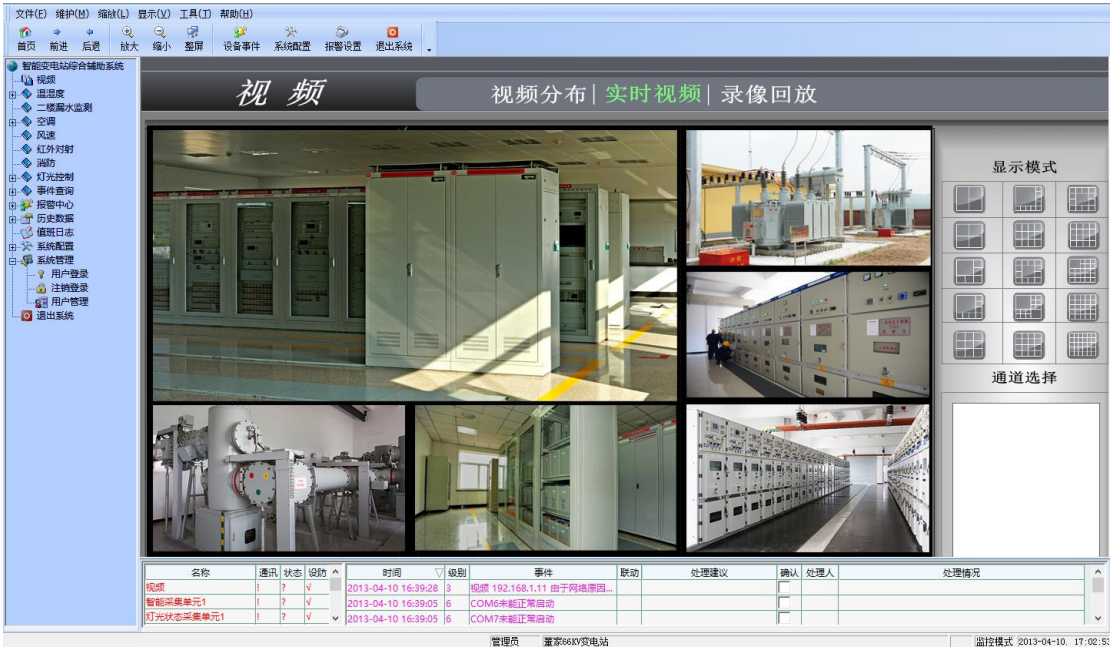 文件(F) 维护(M) 缩放(L) 显示(V) 工具(T) 帮助(H)
首页 前进 后退 放大 缩小 整屏 设备事件 系统配置 报警设置 退出系统
智能变电站综合辅助系统
视频
温湿度
二楼漏水监测
空调
风速
红外对射
消防
灯光控制
事件查询
报警中心
历史数据
值班日志
系统配置
系统管理
用户登录
注销登录
用户管理
退出系统
视频
视频分布| 实时视频| 录像回放
显示模式
通道选择
名称 通讯 状态 设防
视频 ! ? √
智能采集单元1 ! ? √
灯光状态采集单元1 ! ? √
时间 级别 事件 联动 处理建议 确认 处理人 处理情况
2013-04-10 16:39:28 3 视频 192.168.1.11 由于网络原因...
2013-04-10 16:39:05 6 COM6未能正常启动
2013-04-10 16:39:05 6 COM7未能正常启动
管理员 董家66KV变电站 监控模式 2013-04-10. 17:02:53